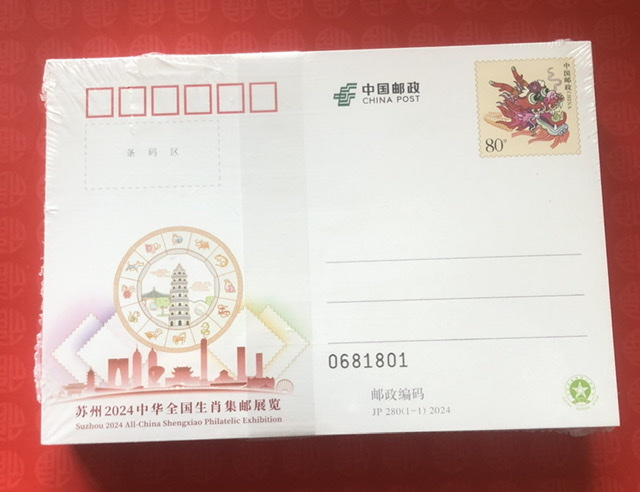 中国邮政
CHINA POST
中国邮政 CHINA
80分
条码区
0681801
邮政编码
JP 280(1-1) 2024
苏州2024中华全国生肖集邮展览
Suzhou 2024 All-China Shengxiao Philatelic Exhibition